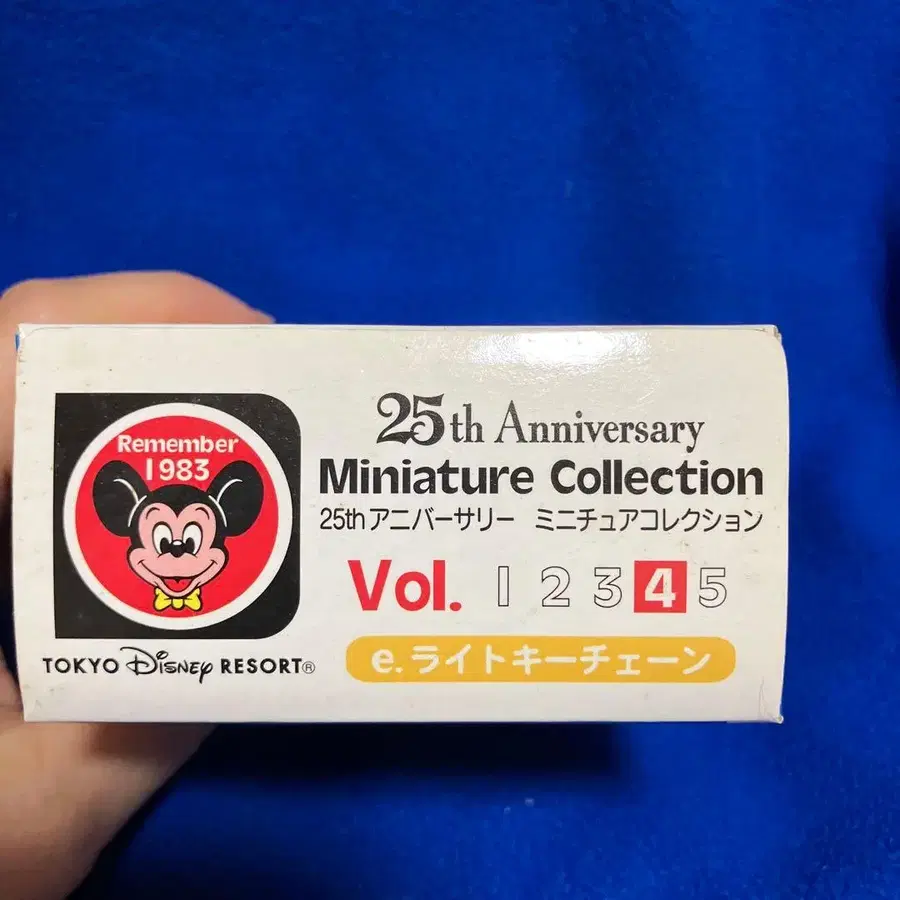 Remember
1983
TOKYO Disney RESORT®
25th Anniversary
Miniature Collection
25thアニバーサリー ミニチュアコレクション
Vol. 1 2 3 4 5
e.ライトキーチェーン